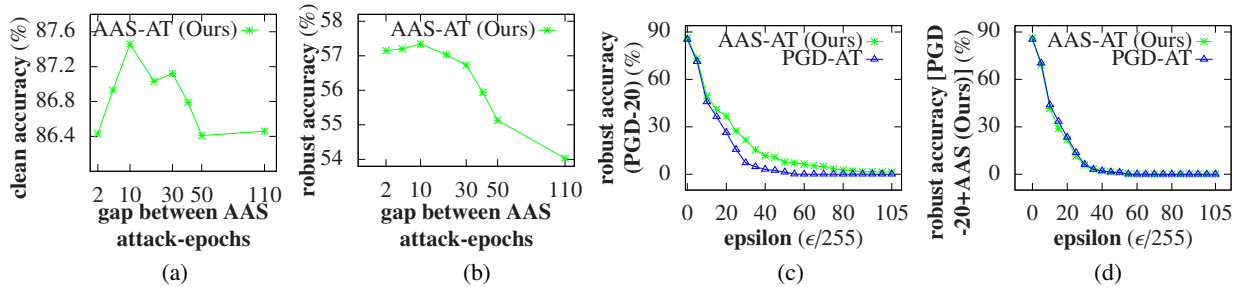 clean accuracy (%)
87.6
87.2
86.8
86.4
AAS-AT (Ours)
2 10 30 50 110
gap between AAS
attack-epochs
(a)
robust accuracy (%)
58
57
56
55
54
AAS-AT (Ours)
2 10 30 50 110
gap between AAS
attack-epochs
(b)
robust accuracy
(PGD-20) (%)
90
60
30
0
AAS-AT (Ours)
PGD-AT
0 20 40 60 80 105
epsilon (ϵ/255)
(c)
robust accuracy [PGD
-20+AAS (Ours)] (%)
90
60
30
0
AAS-AT (Ours)
PGD-AT
0 20 40 60 80 105
epsilon (ϵ/255)
(d)